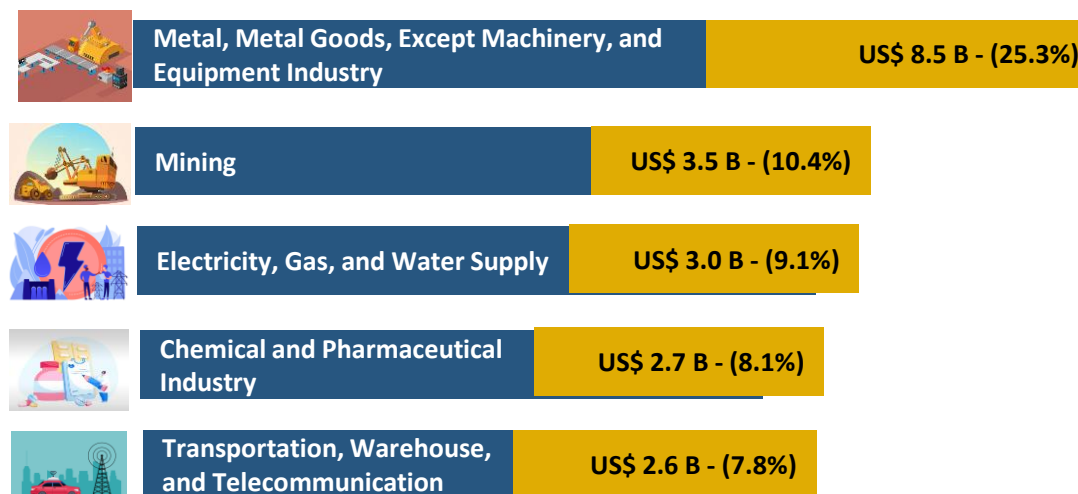 Metal, Metal Goods, Except Machinery, and
Equipment Industry
US$ 8.5 B - (25.3%)
Mining
US$ 3.5 B - (10.4%)
Electricity, Gas, and Water Supply
US$ 3.0 B - (9.1%)
Chemical and Pharmaceutical
Industry
US$ 2.7 B - (8.1%)
Transportation, Warehouse,
and Telecommunication
US$ 2.6 B - (7.8%)